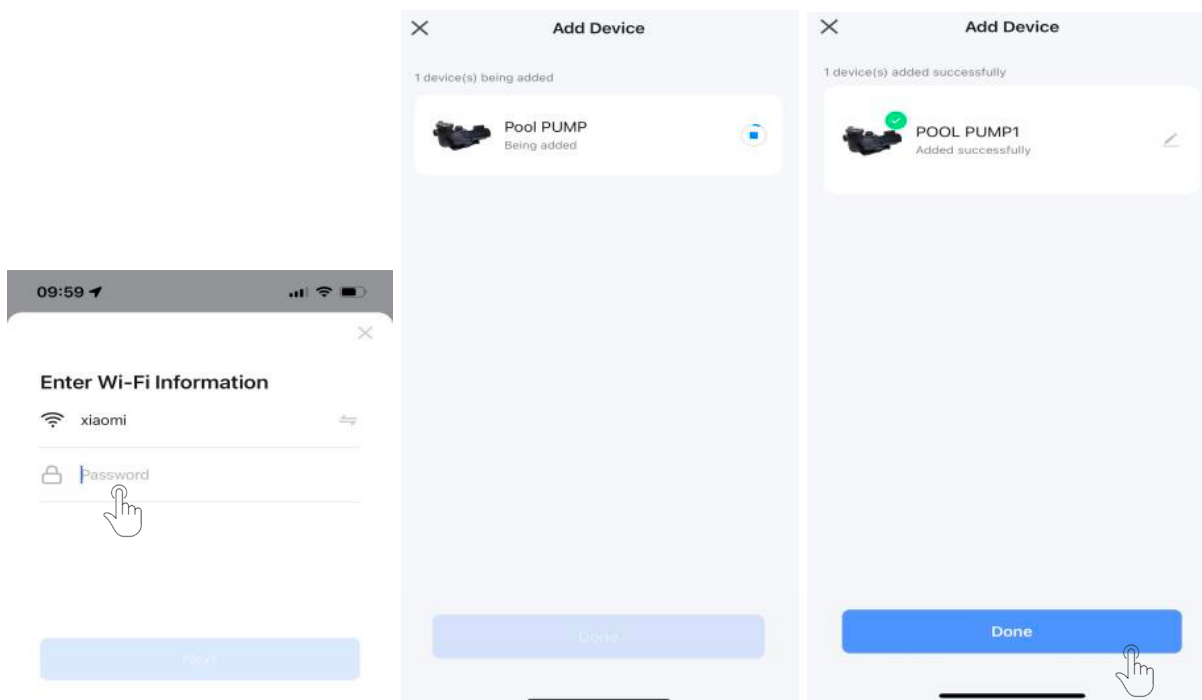 09:59
Enter Wi-Fi Information
xiaomi
Password
Next
Add Device
1 device(s) being added
Pool PUMP
Being added
Done
Add Device
1 device(s) added successfully
POOL PUMP1
Added successfully
Done